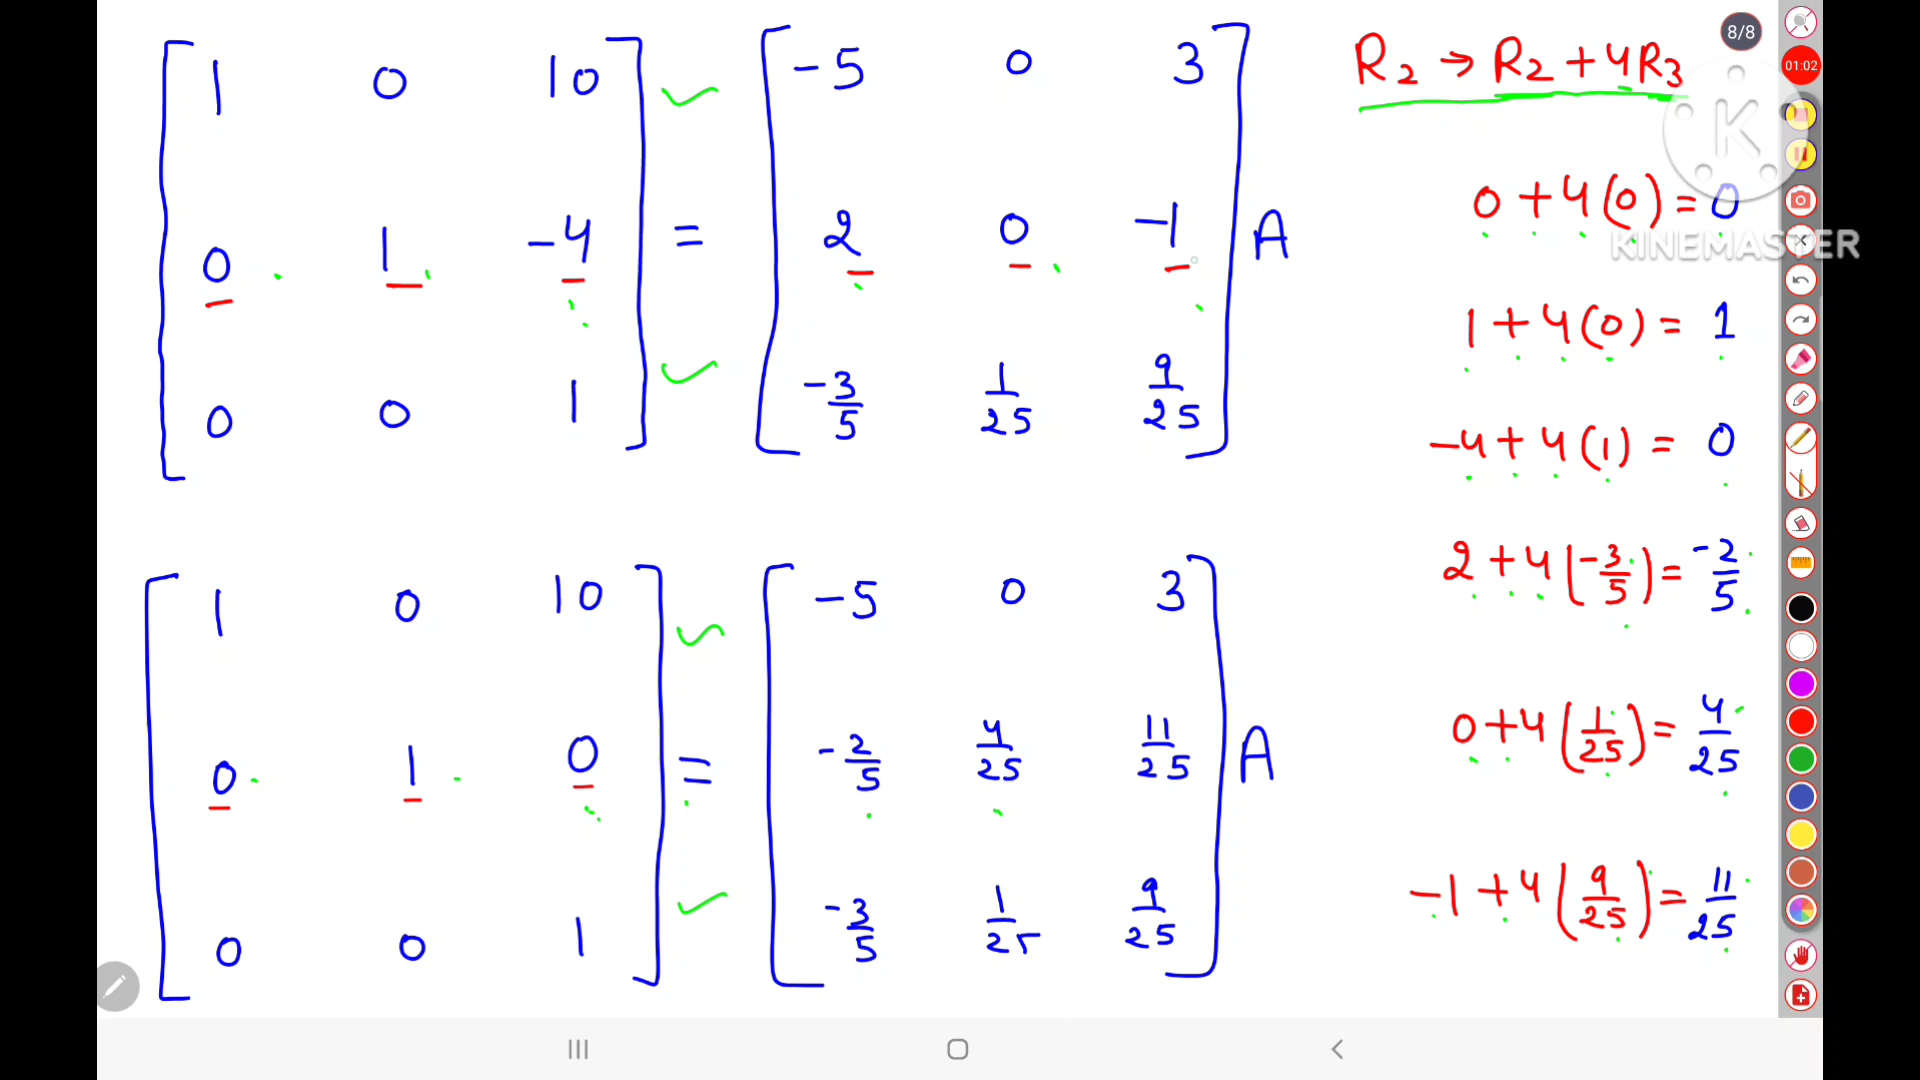 8/8
01:02
R₂ → R₂ + 4R₃
K
KINEMASTER
1 0 10 -5 0 3
0 1 -4 = 2 0 -1 A
0 0 1 -3/5 1/25 9/25
0 + 4(0) = 0
1 + 4(0) = 1
-4 + 4(1) = 0
2 + 4(-3/5) = -2/5
0 + 4(1/25) = 4/25
-1 + 4(9/25) = 11/25
1 0 10 -5 0 3
0 1 0 = -2/5 4/25 11/25 A
0 0 1 -3/5 1/25 9/25